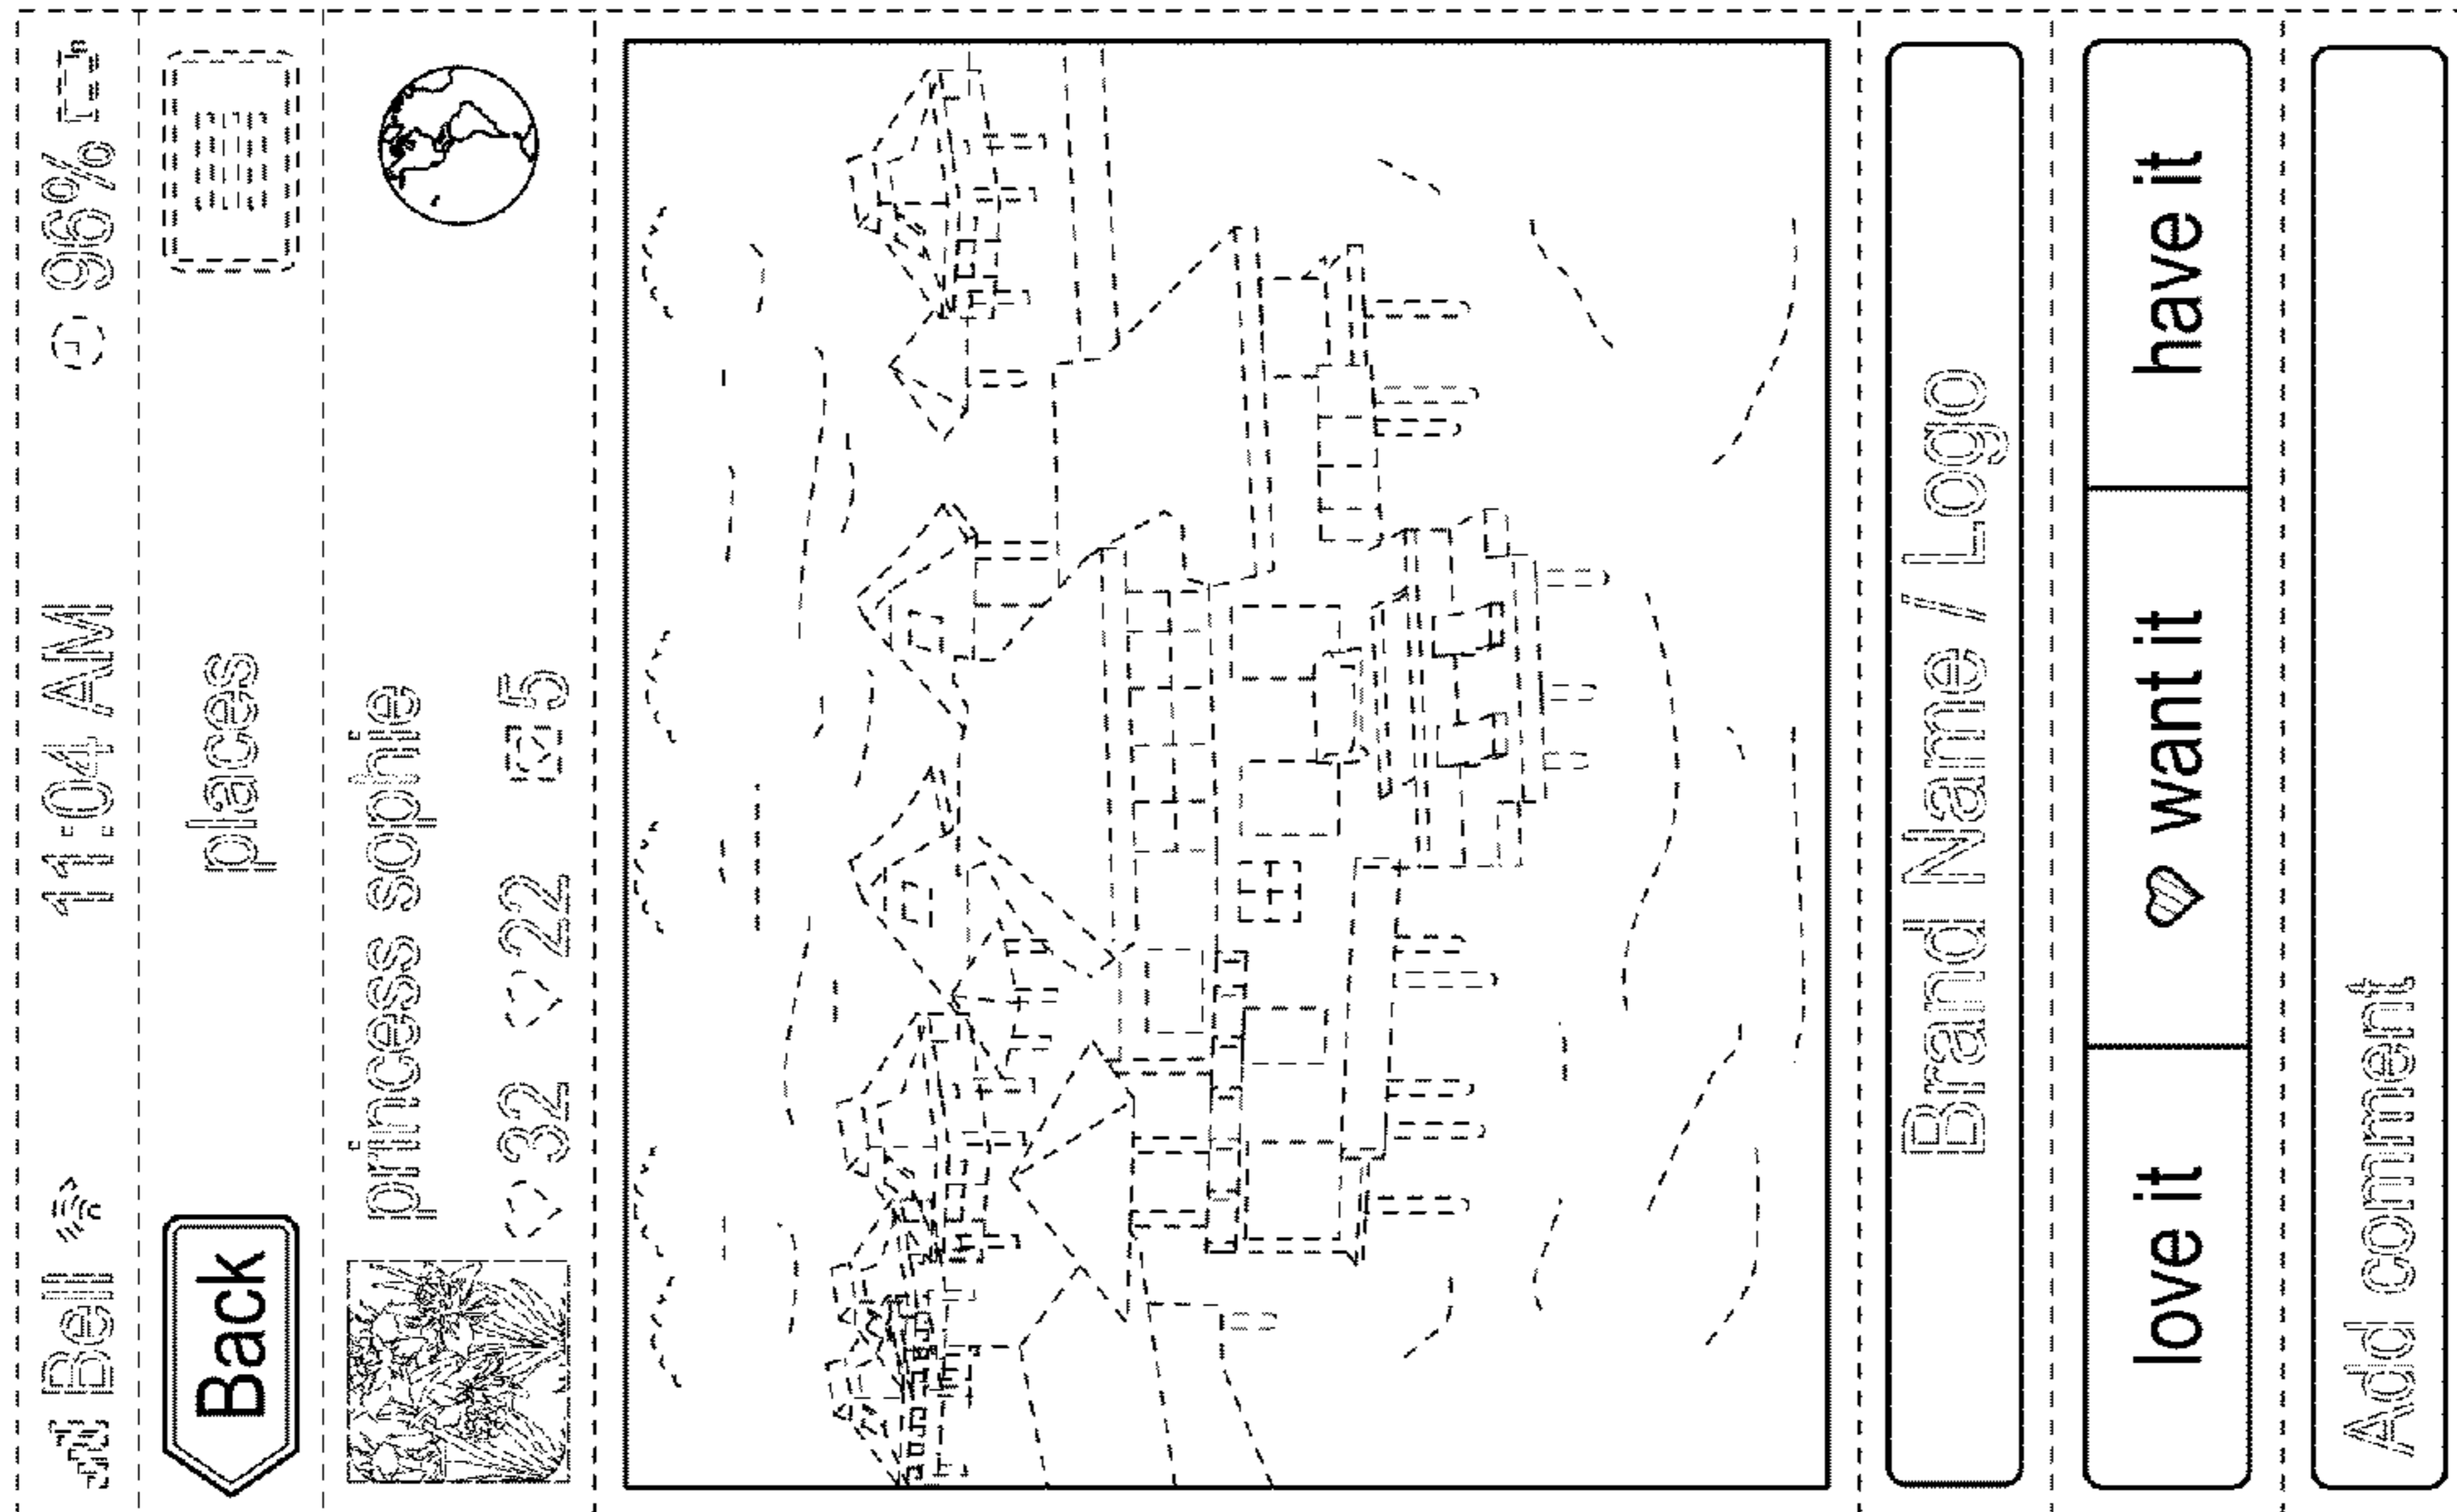 Bell 11:04 AM 96%
Back places
princess sophie
32 22 5
Brand Name / Logo
love it want it have it
Add comment